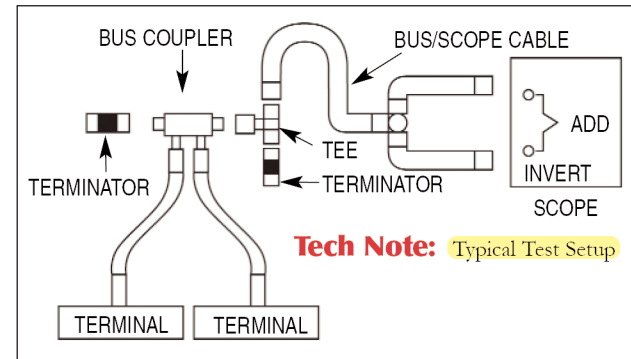 BUS COUPLER
BUS/SCOPE CABLE
ADD
TEE
INVERT
TERMINATOR
TERMINATOR
SCOPE
Tech Note: Typical Test Setup
TERMINAL
TERMINAL